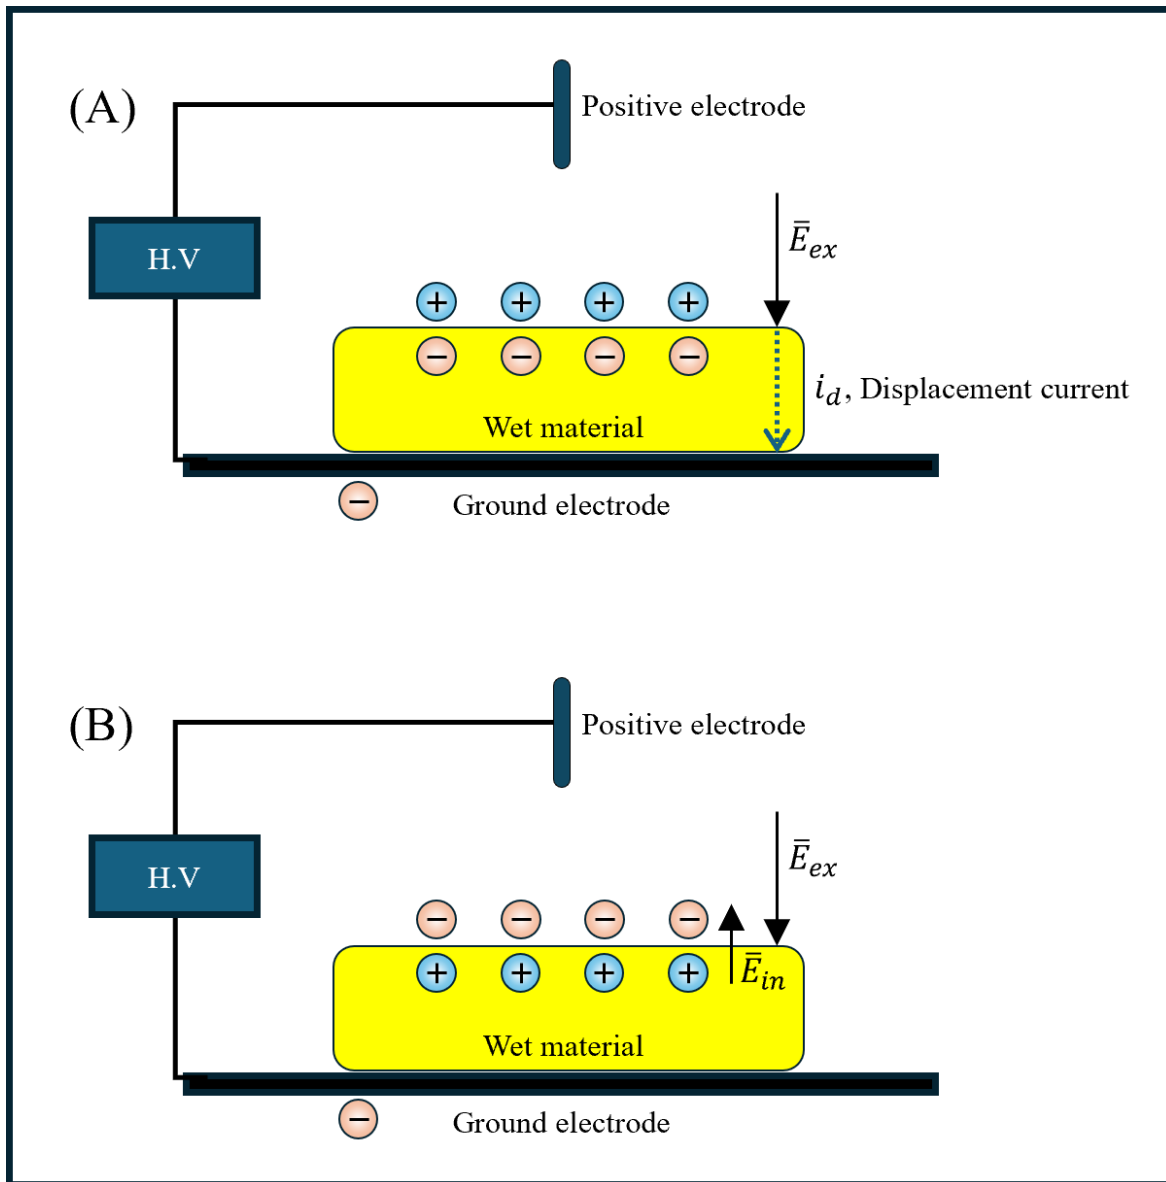 (A)
Positive electrode
H.V
Ē_ex
+ + + +
− − − −
i_d, Displacement current
Wet material
−
Ground electrode
(B)
Positive electrode
H.V
Ē_ex
− − − −
+ + + +
Ē_in
Wet material
−
Ground electrode